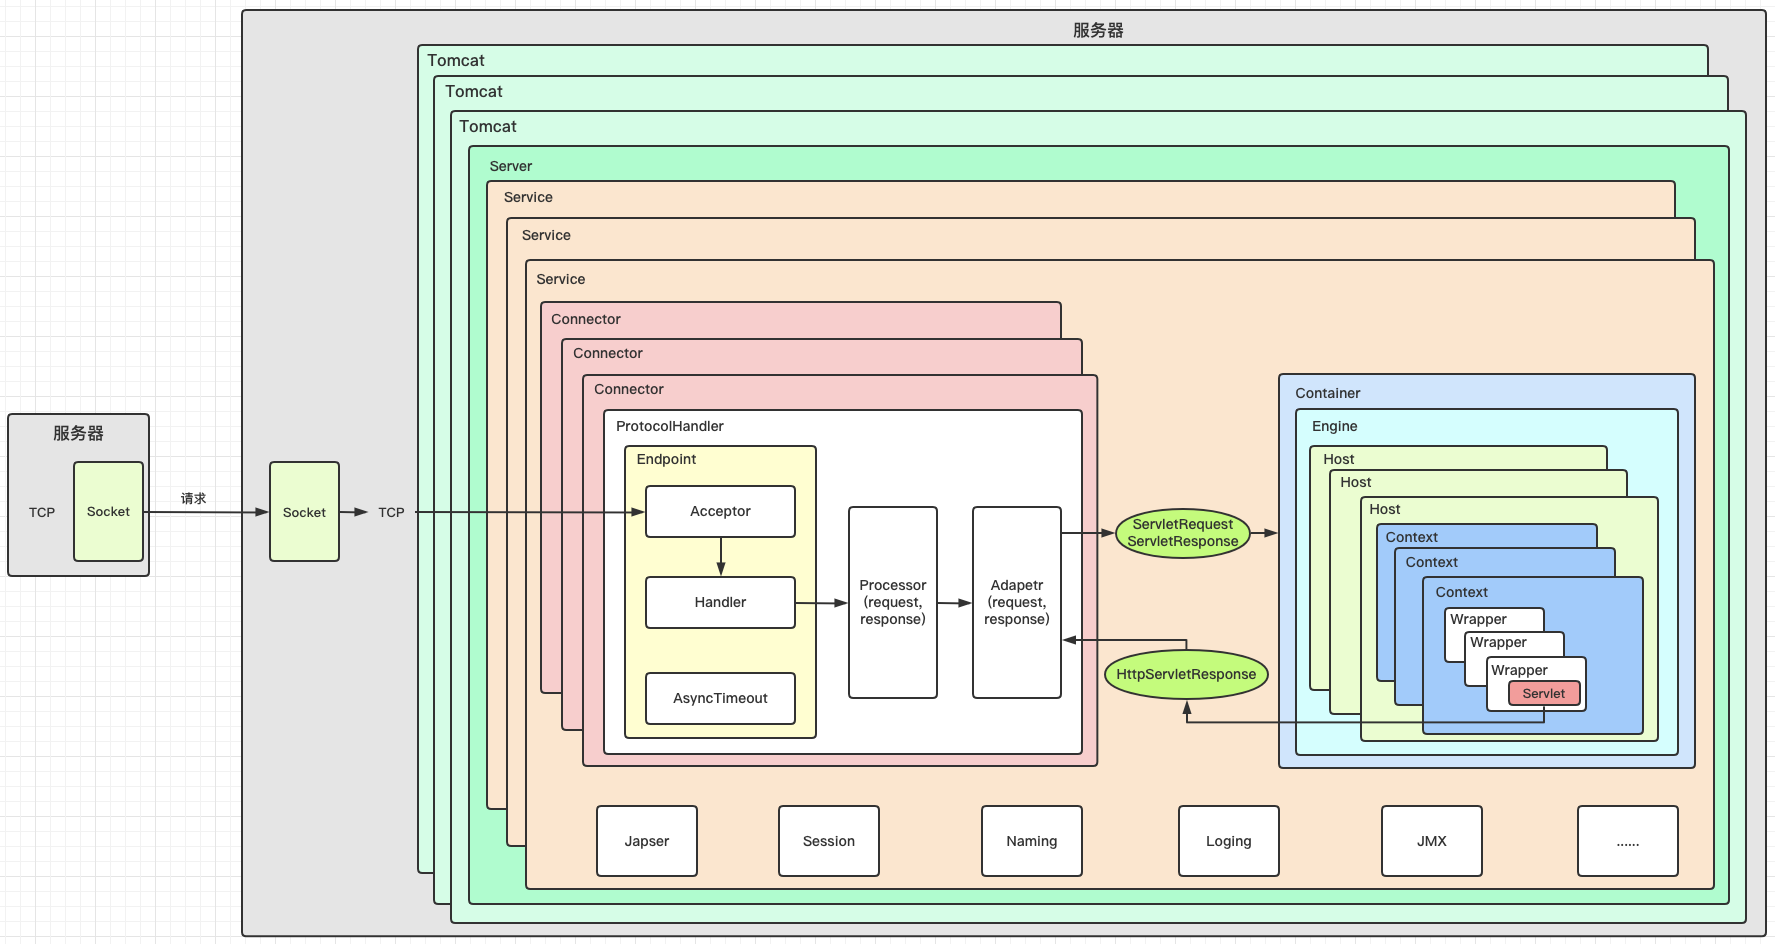 服务器
Tomcat
Tomcat
Tomcat
Server
Service
Service
Service
Connector
Connector
Connector
ProtocolHandler
Endpoint
Acceptor
Handler
AsyncTimeout
Processor
(request,
response)
Adapetr
(request,
response)
ServletRequest
ServletResponse
HttpServletResponse
Container
Engine
Host
Host
Host
Context
Context
Context
Wrapper
Wrapper
Wrapper
Servlet
服务器
TCP
Socket
请求
Socket
TCP
Japser
Session
Naming
Loging
JMX
......